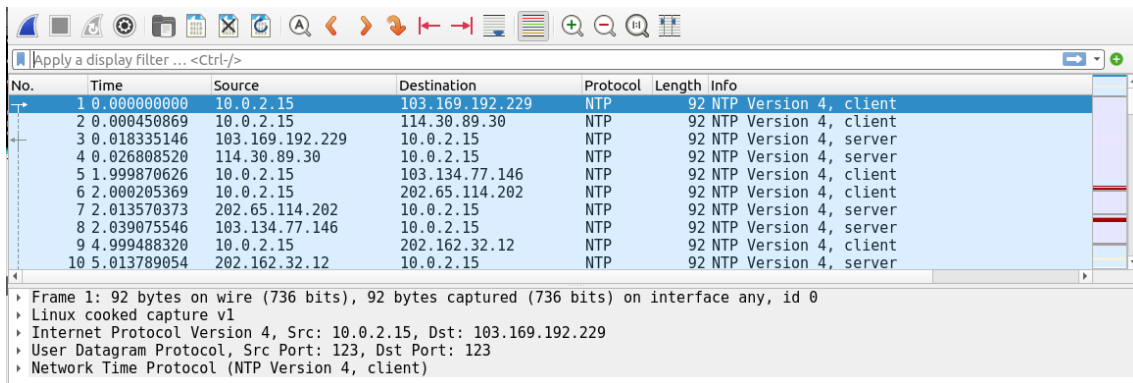 Apply a display filter … <Ctrl-/>
No. Time Source Destination Protocol Length Info
1 0.000000000 10.0.2.15 103.169.192.229 NTP 92 NTP Version 4, client
2 0.000450869 10.0.2.15 114.30.89.30 NTP 92 NTP Version 4, client
3 0.018335146 103.169.192.229 10.0.2.15 NTP 92 NTP Version 4, server
4 0.026808520 114.30.89.30 10.0.2.15 NTP 92 NTP Version 4, server
5 1.999870626 10.0.2.15 103.134.77.146 NTP 92 NTP Version 4, client
6 2.000205369 10.0.2.15 202.65.114.202 NTP 92 NTP Version 4, client
7 2.013570373 202.65.114.202 10.0.2.15 NTP 92 NTP Version 4, server
8 2.039075546 103.134.77.146 10.0.2.15 NTP 92 NTP Version 4, server
9 4.999488320 10.0.2.15 202.162.32.12 NTP 92 NTP Version 4, client
10 5.013789054 202.162.32.12 10.0.2.15 NTP 92 NTP Version 4, server
Frame 1: 92 bytes on wire (736 bits), 92 bytes captured (736 bits) on interface any, id 0
Linux cooked capture v1
Internet Protocol Version 4, Src: 10.0.2.15, Dst: 103.169.192.229
User Datagram Protocol, Src Port: 123, Dst Port: 123
Network Time Protocol (NTP Version 4, client)